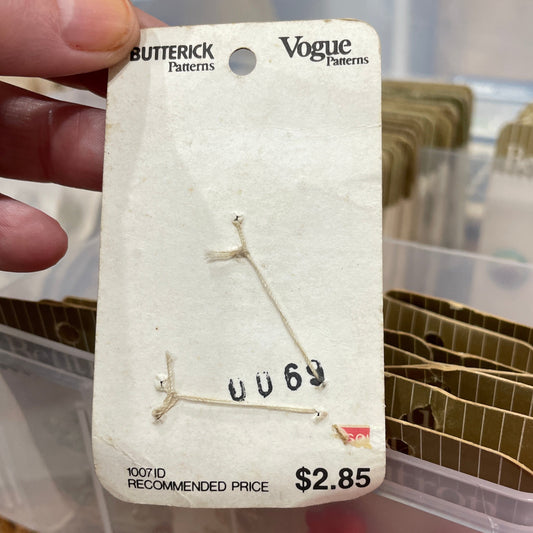 BUTTERICK Vogue
Patterns Patterns
0069
1007ID
RECOMMENDED PRICE $2.85